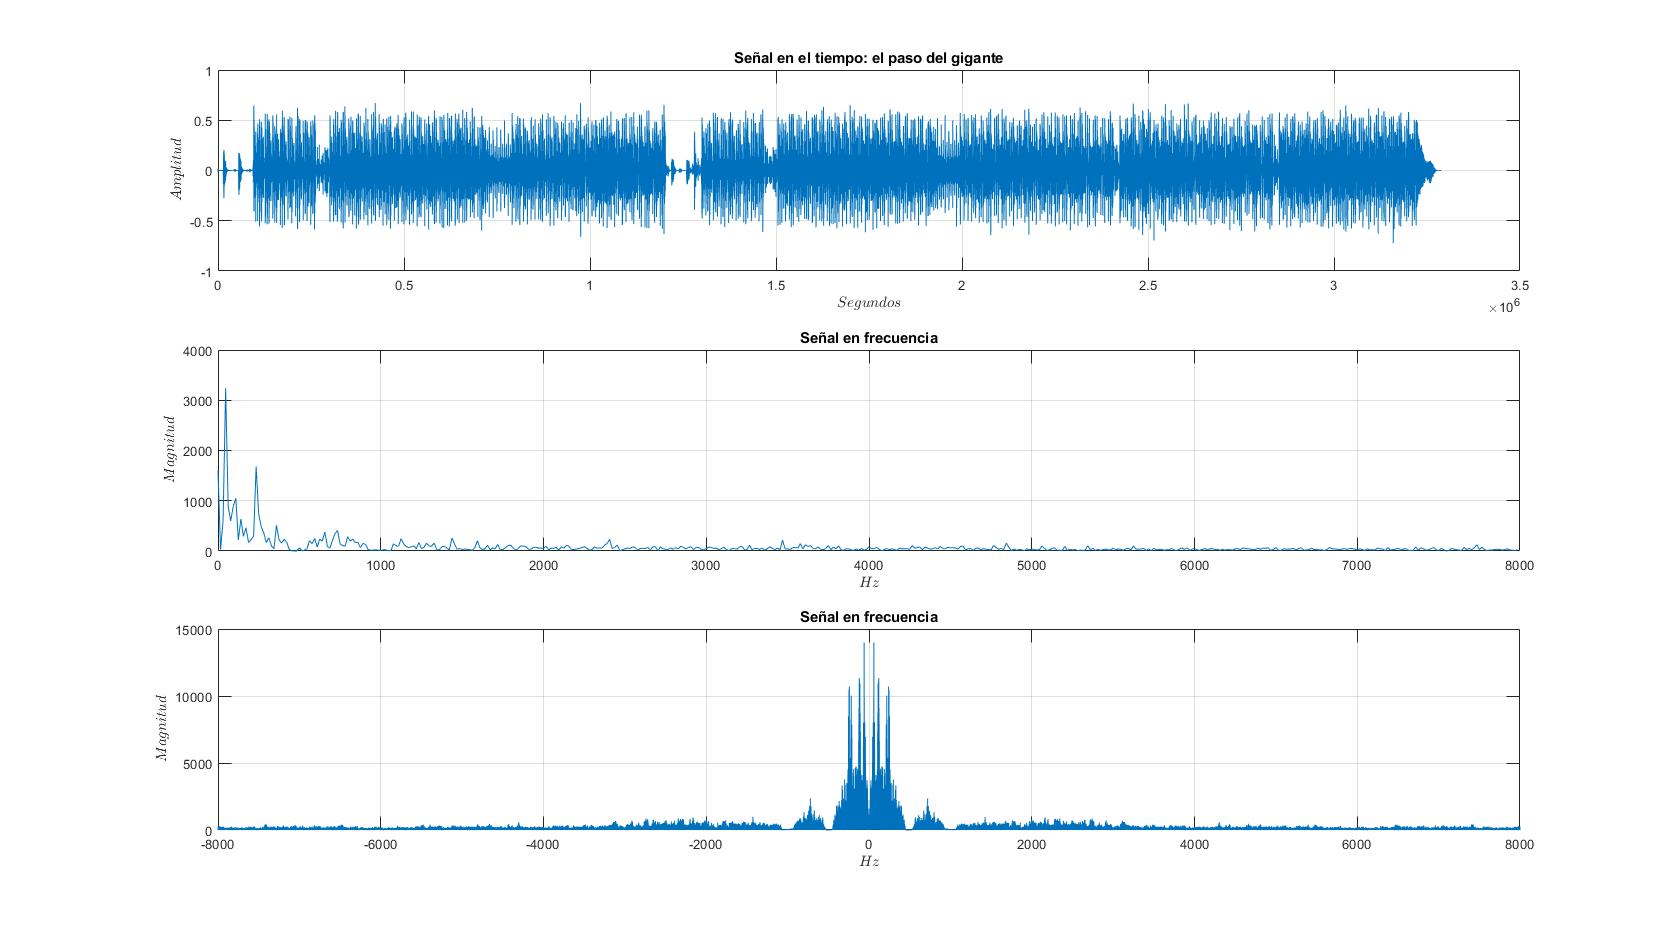 Señal en el tiempo: el paso del gigante
1
0.5
0
-0.5
-1
Amplitud
0 0.5 1 1.5 2 2.5 3 3.5
×10^6
Segundos
Señal en frecuencia
4000
3000
2000
1000
0
Magnitud
0 1000 2000 3000 4000 5000 6000 7000 8000
Hz
Señal en frecuencia
15000
10000
5000
0
Magnitud
-8000 -6000 -4000 -2000 0 2000 4000 6000 8000
Hz